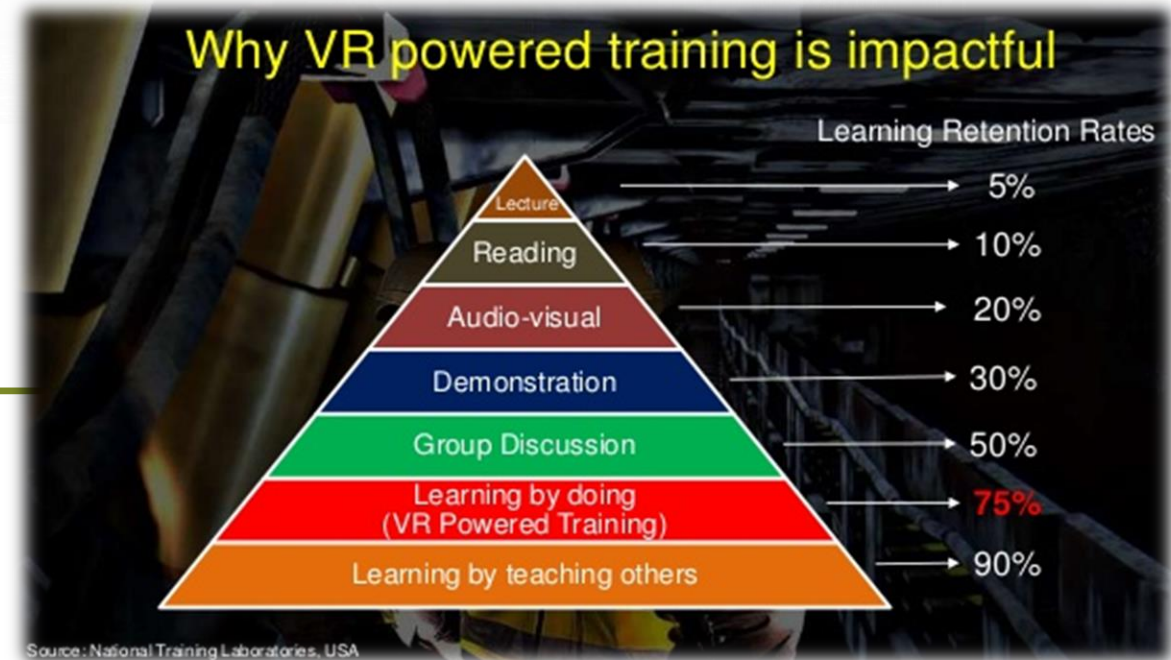 Why VR powered training is impactful
Learning Retention Rates
Lecture 5%
Reading 10%
Audio-visual 20%
Demonstration 30%
Group Discussion 50%
Learning by doing
(VR Powered Training) 75%
Learning by teaching others 90%
Source: National Training Laboratories, USA